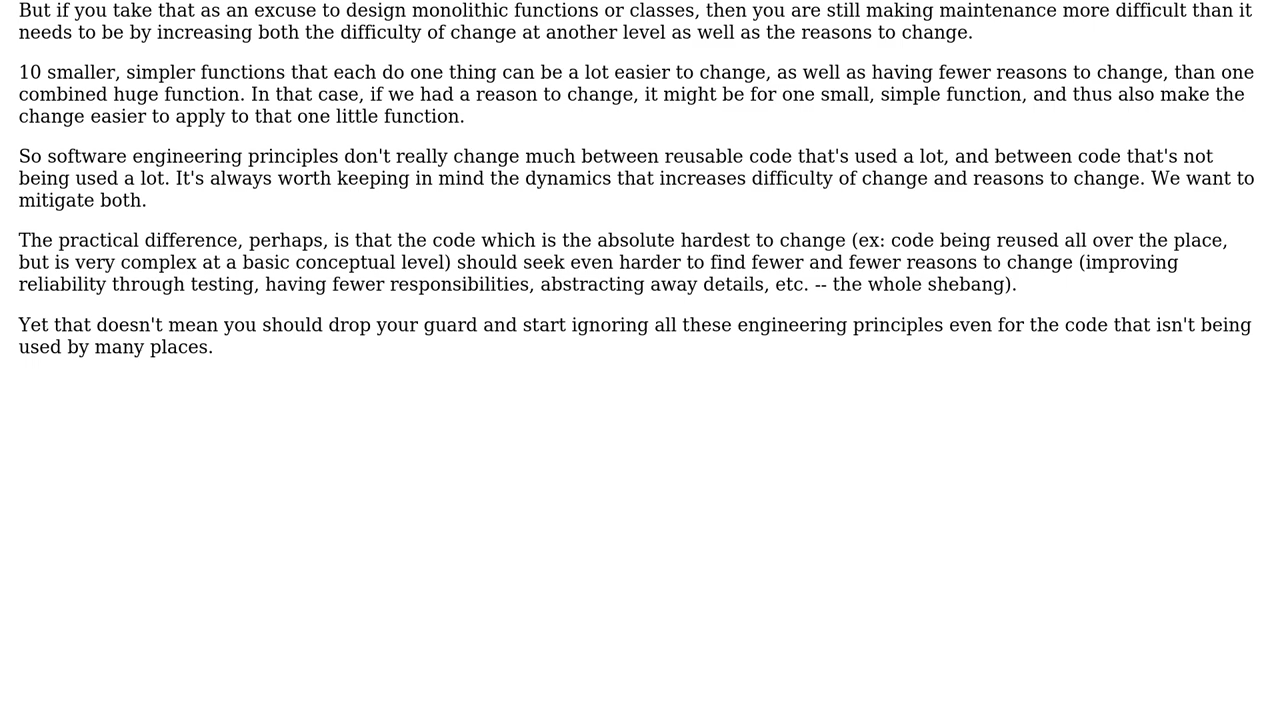 But if you take that as an excuse to design monolithic functions or classes, then you are still making maintenance more difficult than it
needs to be by increasing both the difficulty of change at another level as well as the reasons to change.
10 smaller, simpler functions that each do one thing can be a lot easier to change, as well as having fewer reasons to change, than one
combined huge function. In that case, if we had a reason to change, it might be for one small, simple function, and thus also make the
change easier to apply to that one little function.
So software engineering principles don't really change much between reusable code that's used a lot, and between code that's not
being used a lot. It's always worth keeping in mind the dynamics that increases difficulty of change and reasons to change. We want to
mitigate both.
The practical difference, perhaps, is that the code which is the absolute hardest to change (ex: code being reused all over the place,
but is very complex at a basic conceptual level) should seek even harder to find fewer and fewer reasons to change (improving
reliability through testing, having fewer responsibilities, abstracting away details, etc. -- the whole shebang).
Yet that doesn't mean you should drop your guard and start ignoring all these engineering principles even for the code that isn't being
used by many places.